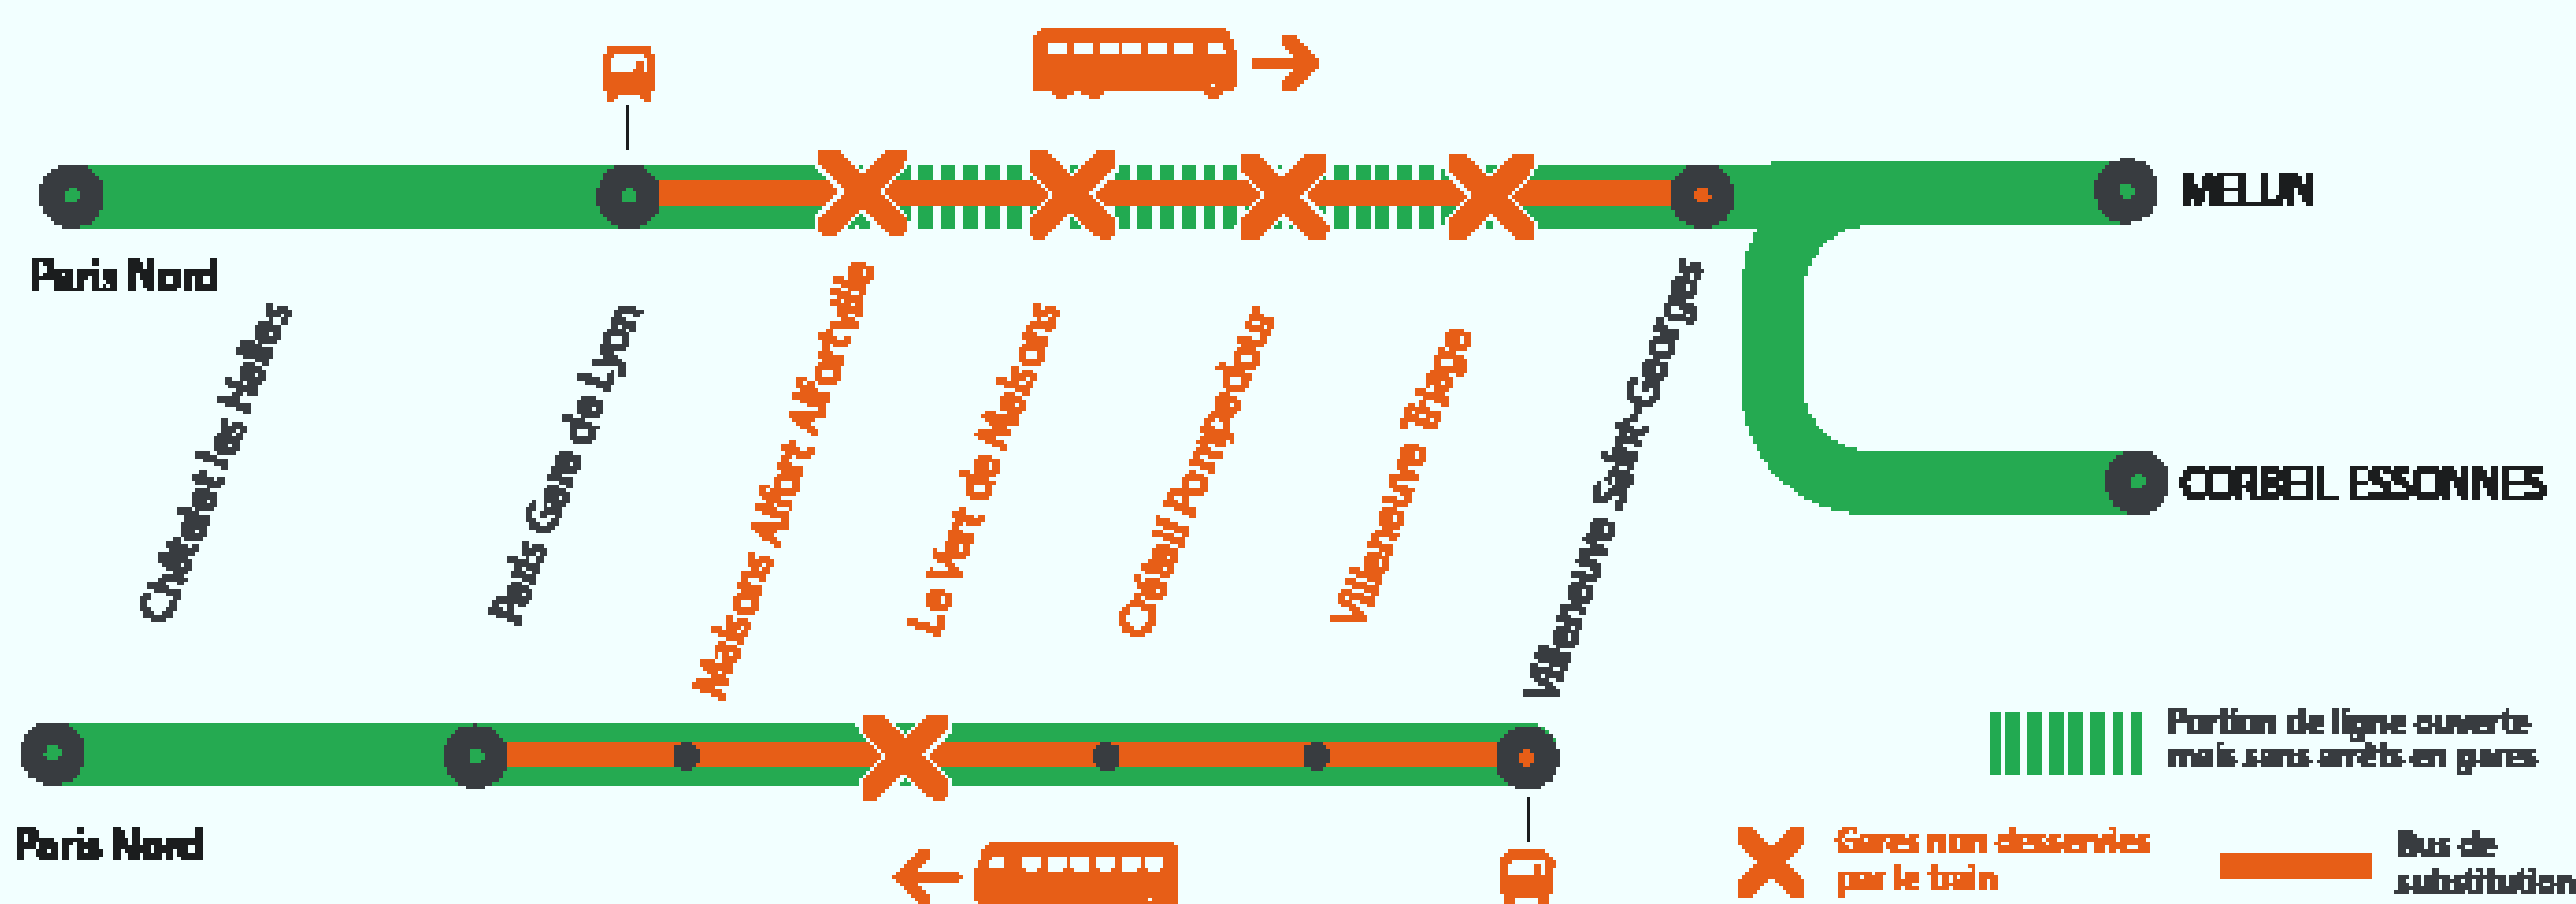 MELUN
Paris Nord
Châtelet les Halles
Paris Gare de Lyon
Maisons Alfort Alfortville
Le Vert de Maisons
Créteil Pompadour
Villeneuve Triage
Villeneuve Saint-Georges
CORBEIL ESSONNES
Portion de ligne ouverte
mais sans arrêts en gares
Paris Nord
Gares non desservies
par le train
Bus de
substitution